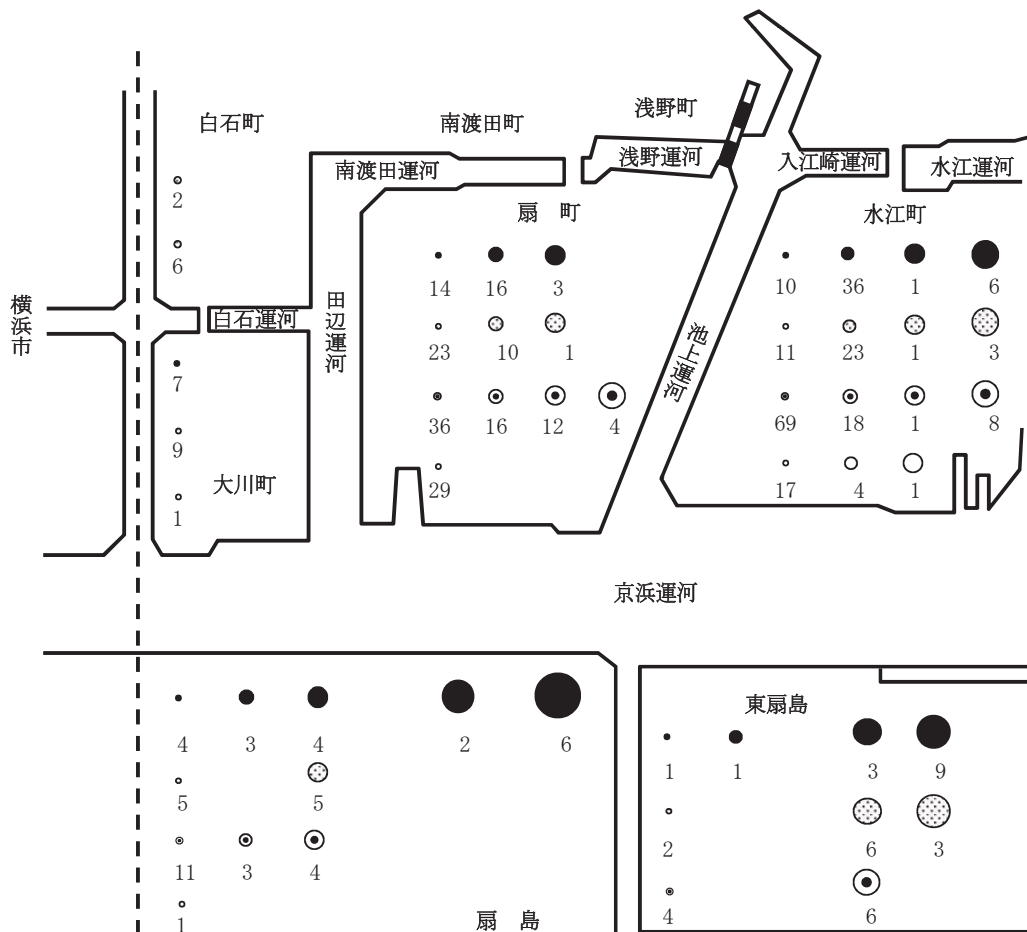 浅野町
白石町
南渡田町
南渡田運河
浅野運河
入江崎運河
水江運河
2
扇 町
水江町
6
14 16 3
10 36 1 6
横浜市
白石運河
田辺運河
池上運河
23 10 1
11 23 1 3
7
36 16 12 4
69 18 1 8
9
大川町
29
17 4 1
1
京浜運河
東扇島
4 3 4 2 6
1 1 3 9
5 5
2 6 3
11 3 4
4 6
1
扇 島